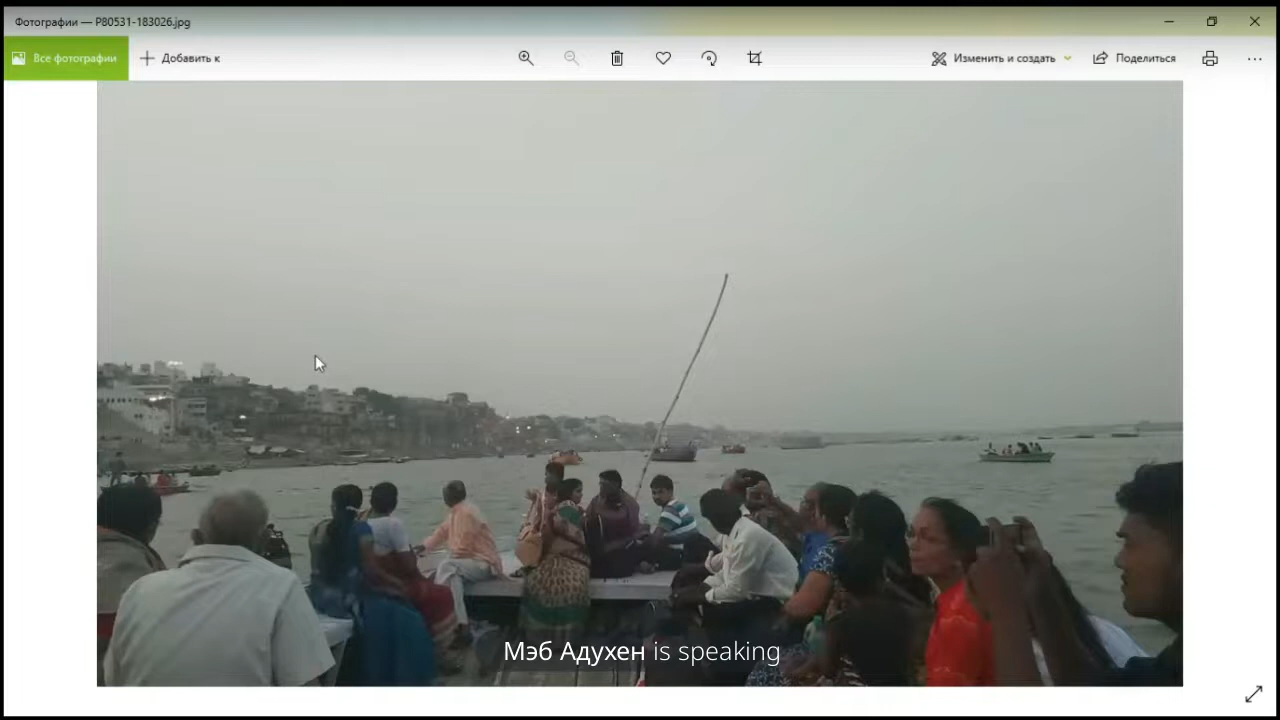 Фотографии — P80531-183026.jpg
Все фотографии
Добавить к
Изменить и создать
Поделиться
Мэб Адухен is speaking